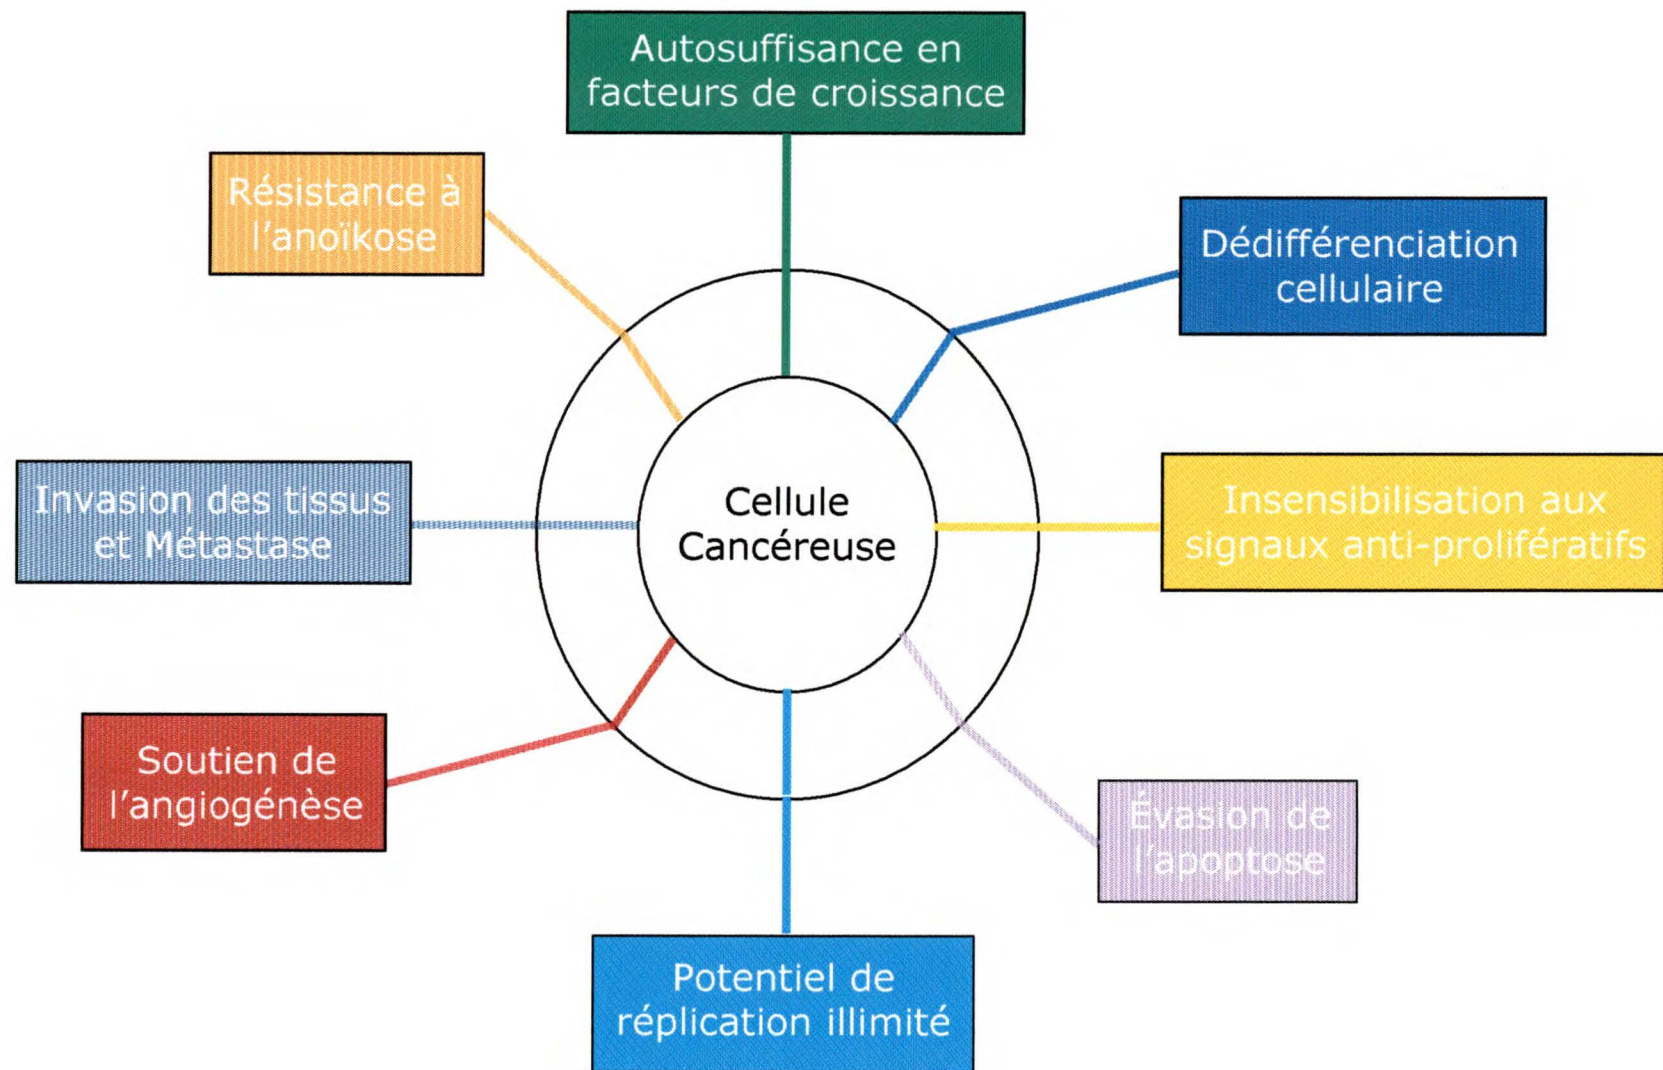 Autosuffisance en
facteurs de croissance
Résistance à
l'anoïkose
Dédifférenciation
cellulaire
Invasion des tissus
et Métastase
Cellule
Cancéreuse
Insensibilisation aux
signaux anti-prolifératifs
Soutien de
l'angiogénèse
Évasion de
l'apoptose
Potentiel de
réplication illimité